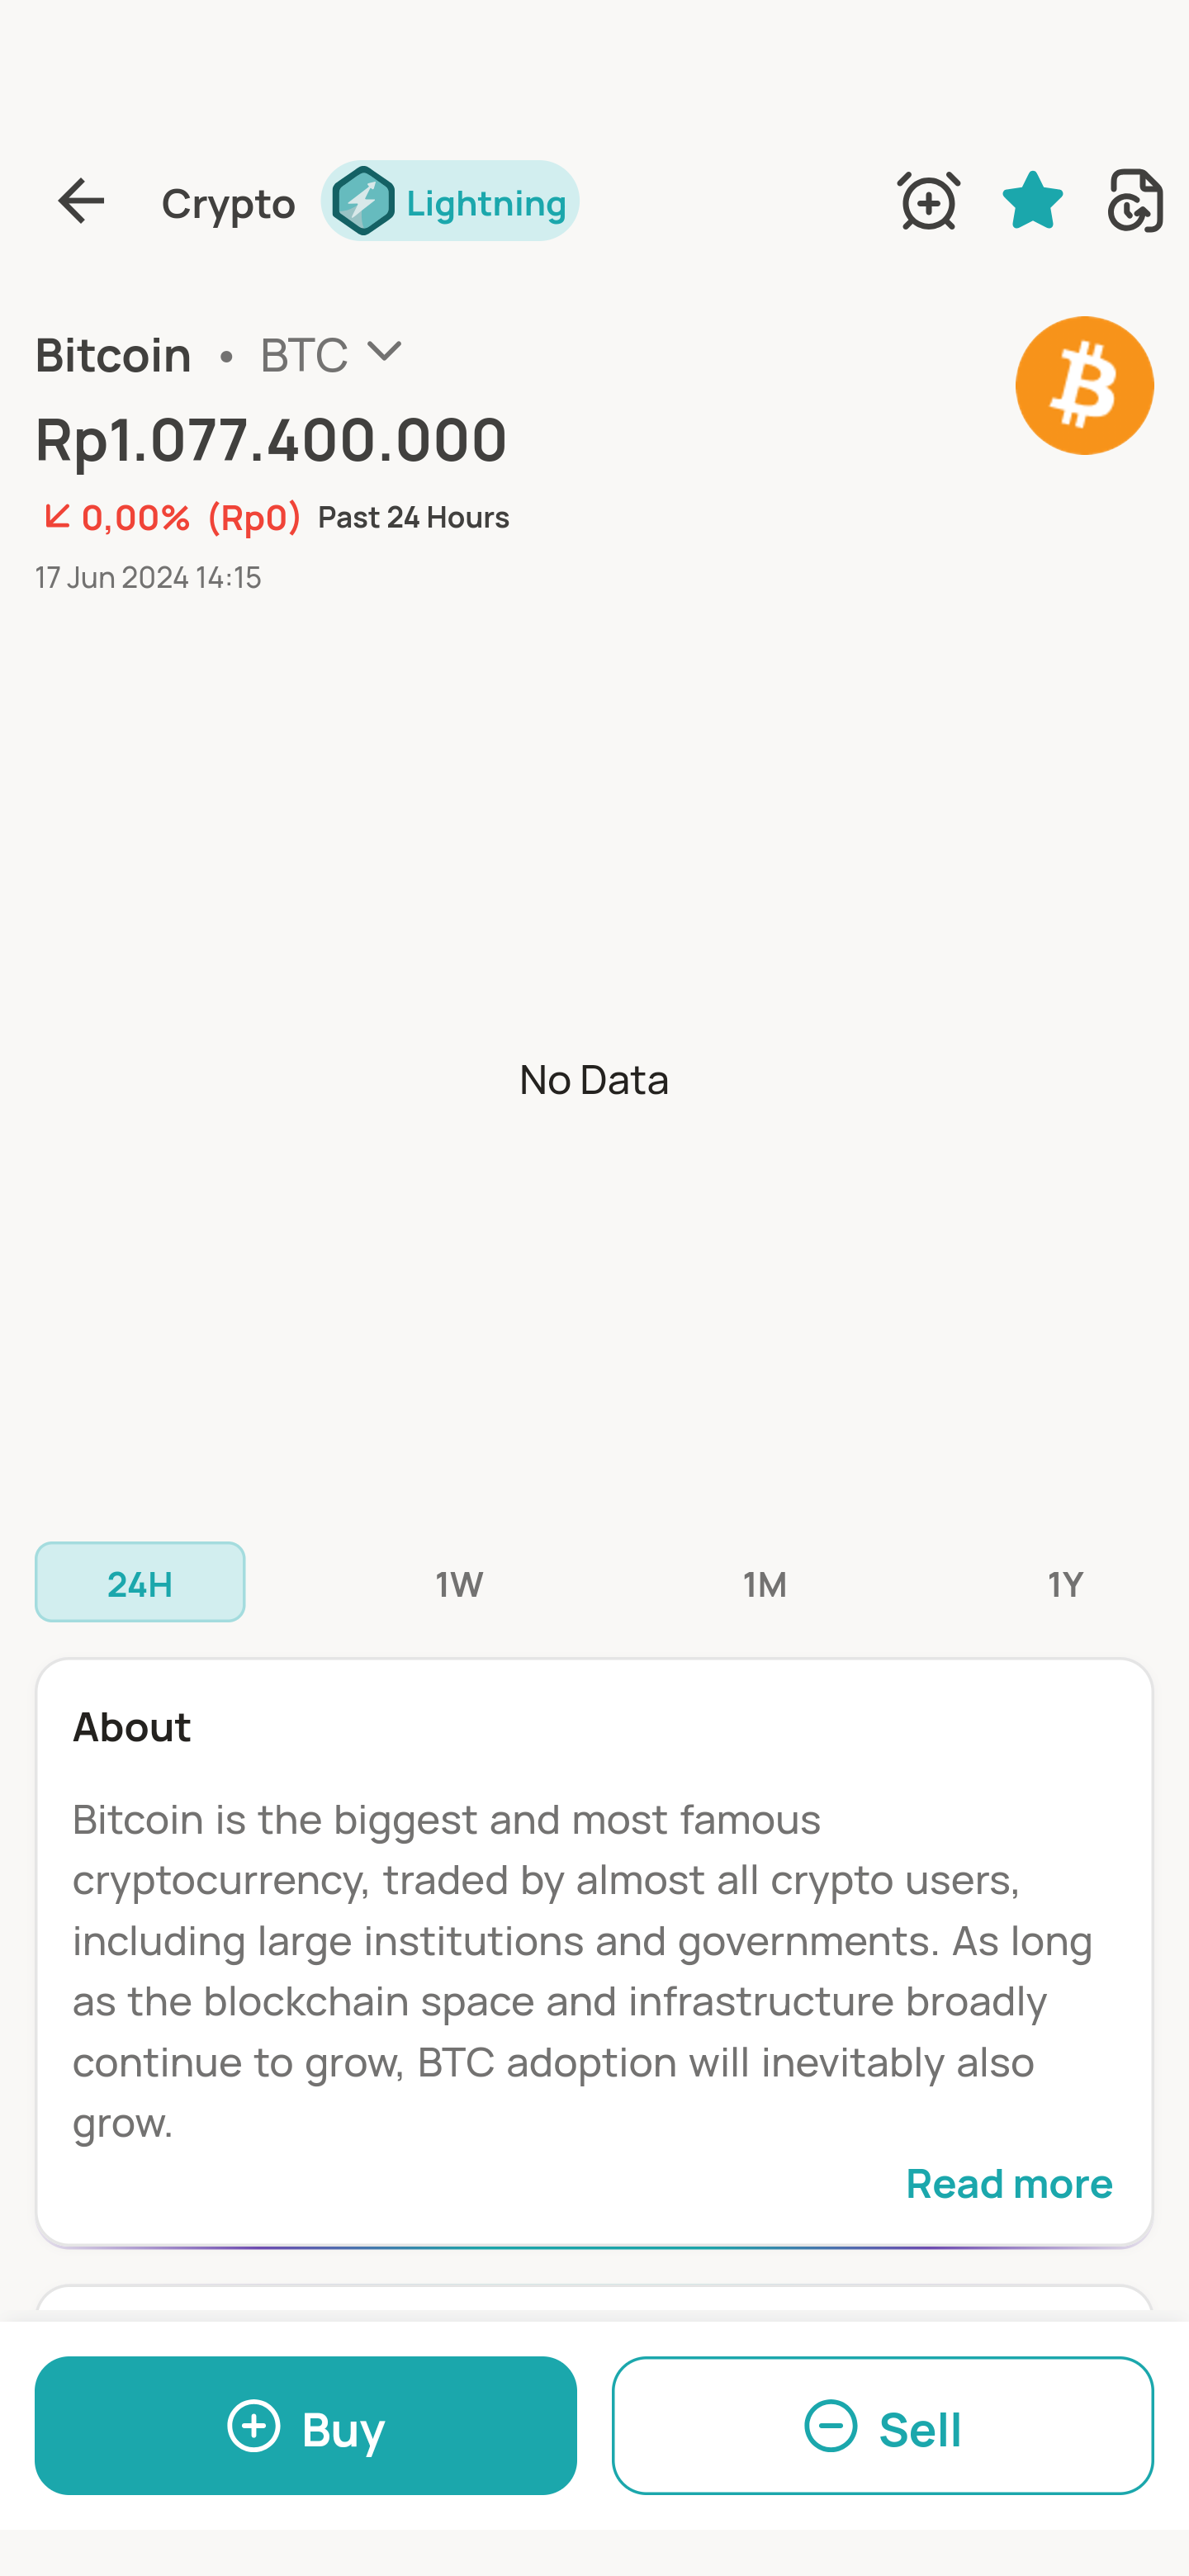 Crypto
Lightning
Bitcoin • BTC
Rp1.077.400.000
0,00% (Rp0) Past 24 Hours
17 Jun 2024 14:15
No Data
24H 1W 1M 1Y
About
Bitcoin is the biggest and most famous
cryptocurrency, traded by almost all crypto users,
including large institutions and governments. As long
as the blockchain space and infrastructure broadly
continue to grow, BTC adoption will inevitably also
grow.
Read more
Buy
Sell